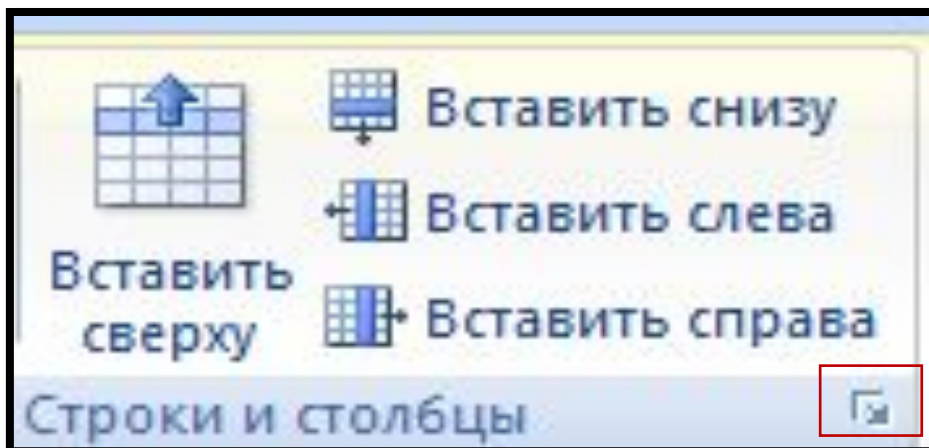 Вставить
сверху
Вставить снизу
Вставить слева
Вставить справа
Строки и столбцы